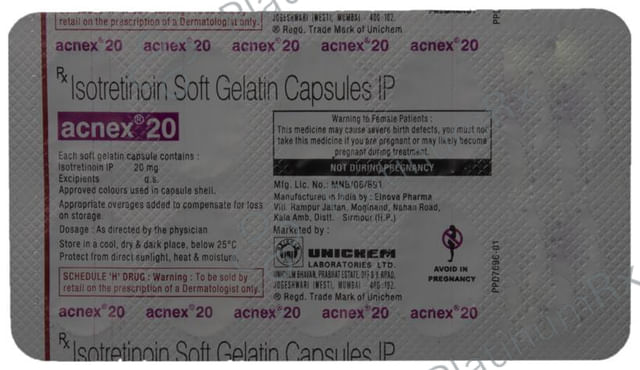 retail on the prescription of a Dermatologist only.
JOGESHWARI (WEST), MUMBAI - 400 102.
® Regd. Trade Mark of Unichem
PREGNANCY
acnex®20 acnex®20 acnex®20 acnex®20 acnex®20
Rx Isotretinoin Soft Gelatin Capsules IP
acnex®20
Each soft gelatin capsule contains :
Isotretinoin IP 20 mg
Excipients q.s.
Approved colours used in capsule shell.
Appropriate overages added to compensate for loss
on storage.
Dosage : As directed by the physician
Store in a cool, dry & dark place, below 25°C
Protect from direct sunlight, heat & moisture.
SCHEDULE 'H' DRUG : Warning : To be sold by
retail on the prescription of a Dermatologist only.
Warning to Female Patients :
This medicine may cause severe birth defects, you must not
take this medicine if you are pregnant or may likely become
pregnant during treatment.
NOT DURING PREGNANCY
Mfg. Lic. No.: MNB/06/891
Manufactured in India by : Elnova Pharma
Vill. Rampur Jattan, Moginand, Nahan Road,
Kala Amb, Distt. Sirmour (H.P.)
Marketed by :
UNICHEM
LABORATORIES LTD.
UNICHEM BHAVAN, PRABHAT ESTATE, OFF S.V. ROAD,
JOGESHWARI (WEST), MUMBAI - 400 102.
® Regd. Trade Mark of Unichem
AVOID IN
PREGNANCY
acnex®20 acnex®20 acnex®20 acnex®20 acnex®20
Rx Isotretinoin Soft Gelatin Capsules IP